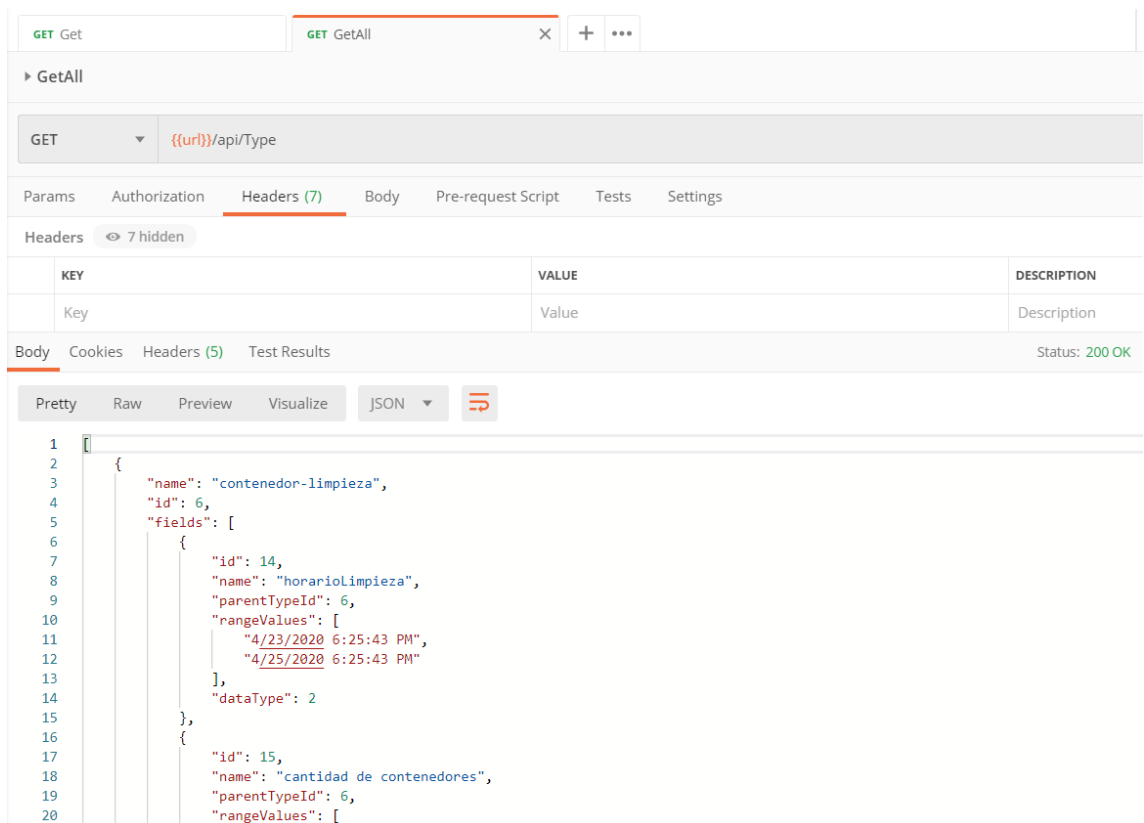 GET Get GET GetAll
GetAll
GET {{url}}/api/Type
Params Authorization Headers (7) Body Pre-request Script Tests Settings
Headers 7 hidden
KEY VALUE DESCRIPTION
Key Value Description
Body Cookies Headers (5) Test Results Status: 200 OK
Pretty Raw Preview Visualize JSON
1 [
2 {
3 "name": "contenedor-limpieza",
4 "id": 6,
5 "fields": [
6 {
7 "id": 14,
8 "name": "horarioLimpieza",
9 "parentTypeId": 6,
10 "rangeValues": [
11 "4/23/2020 6:25:43 PM",
12 "4/25/2020 6:25:43 PM"
13 ],
14 "dataType": 2
15 },
16 {
17 "id": 15,
18 "name": "cantidad de contenedores",
19 "parentTypeId": 6,
20 "rangeValues": [